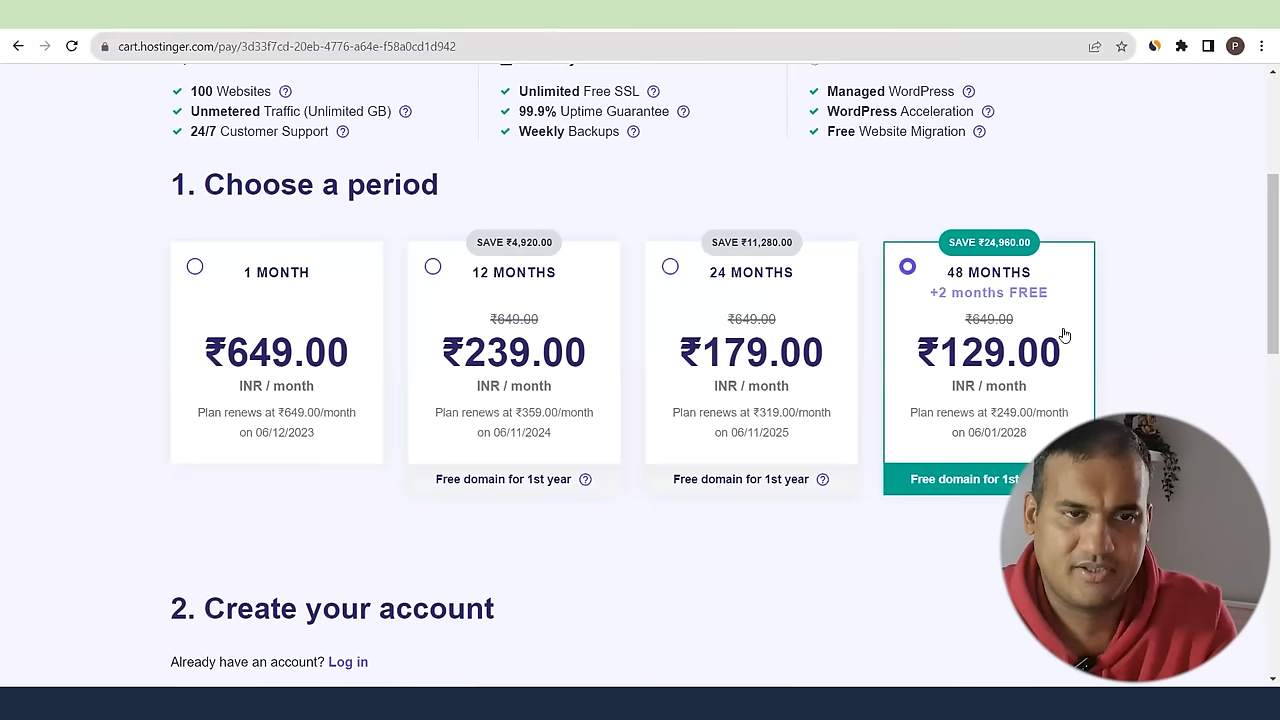 cart.hostinger.com/pay/3d33f7cd-20eb-4776-a64e-f58a0cd1d942
P
100 Websites
Unmetered Traffic (Unlimited GB)
24/7 Customer Support
Unlimited Free SSL
99.9% Uptime Guarantee
Weekly Backups
Managed WordPress
WordPress Acceleration
Free Website Migration
1. Choose a period
1 MONTH
₹649.00
INR / month
Plan renews at ₹649.00/month
on 06/12/2023
SAVE ₹4,920.00
12 MONTHS
₹649.00
₹239.00
INR / month
Plan renews at ₹359.00/month
on 06/11/2024
Free domain for 1st year
SAVE ₹11,280.00
24 MONTHS
₹649.00
₹179.00
INR / month
Plan renews at ₹319.00/month
on 06/11/2025
Free domain for 1st year
SAVE ₹24,960.00
48 MONTHS
+2 months FREE
₹649.00
₹129.00
INR / month
Plan renews at ₹249.00/month
on 06/01/2028
Free domain for 1st
2. Create your account
Already have an account? Log in